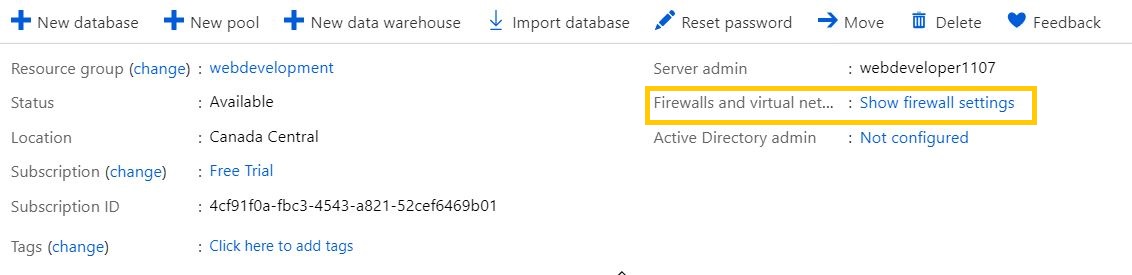 New database New pool New data warehouse Import database Reset password Move Delete Feedback
Resource group (change) : webdevelopment Server admin : webdeveloper1107
Status : Available Firewalls and virtual net... : Show firewall settings
Location : Canada Central Active Directory admin : Not configured
Subscription (change) : Free Trial
Subscription ID : 4cf91f0a-fbc3-4543-a821-52cef6469b01
Tags (change) : Click here to add tags